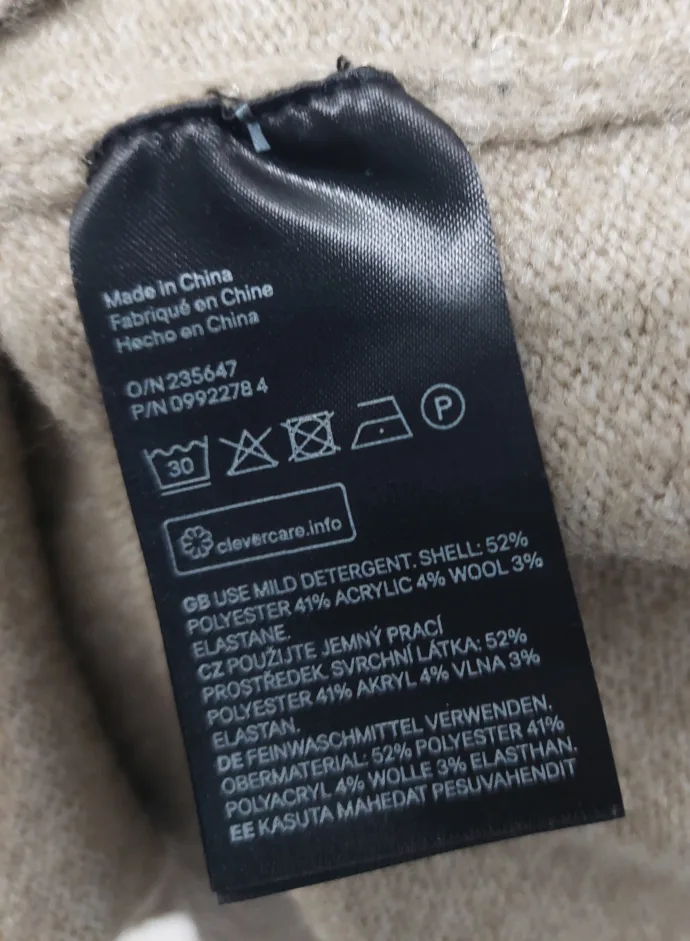 Made in China
Fabriqué en Chine
Hecho en China
O/N 235647
P/N 0992278 4
30
P
clevercare.info
GB USE MILD DETERGENT. SHELL: 52%
POLYESTER 41% ACRYLIC 4% WOOL 3%
ELASTANE.
CZ POUŽIJTE JEMNÝ PRACÍ
PROSTŘEDEK. SVRCHNÍ LÁTKA: 52%
POLYESTER 41% AKRYL 4% VLNA 3%
ELASTAN.
DE FEINWASCHMITTEL VERWENDEN.
OBERMATERIAL: 52% POLYESTER 41%
POLYACRYL 4% WOLLE 3% ELASTHAN.
EE KASUTA MAHEDAT PESUVAHENDIT